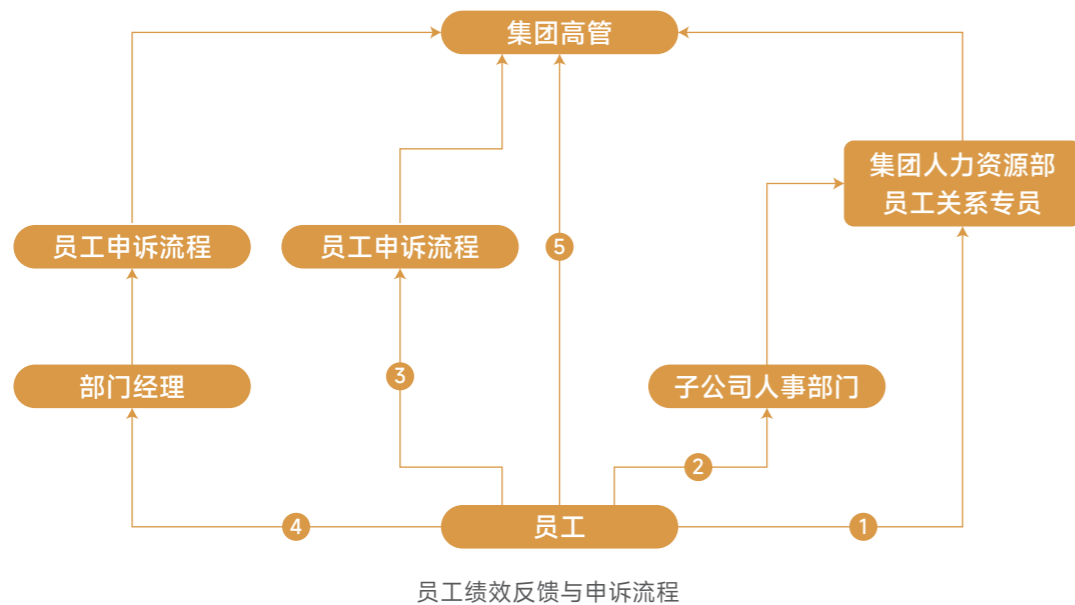 集团高管
集团人力资源部
员工关系专员
员工申诉流程
员工申诉流程
5
部门经理
3
子公司人事部门
2
4
员工
1
员工绩效反馈与申诉流程